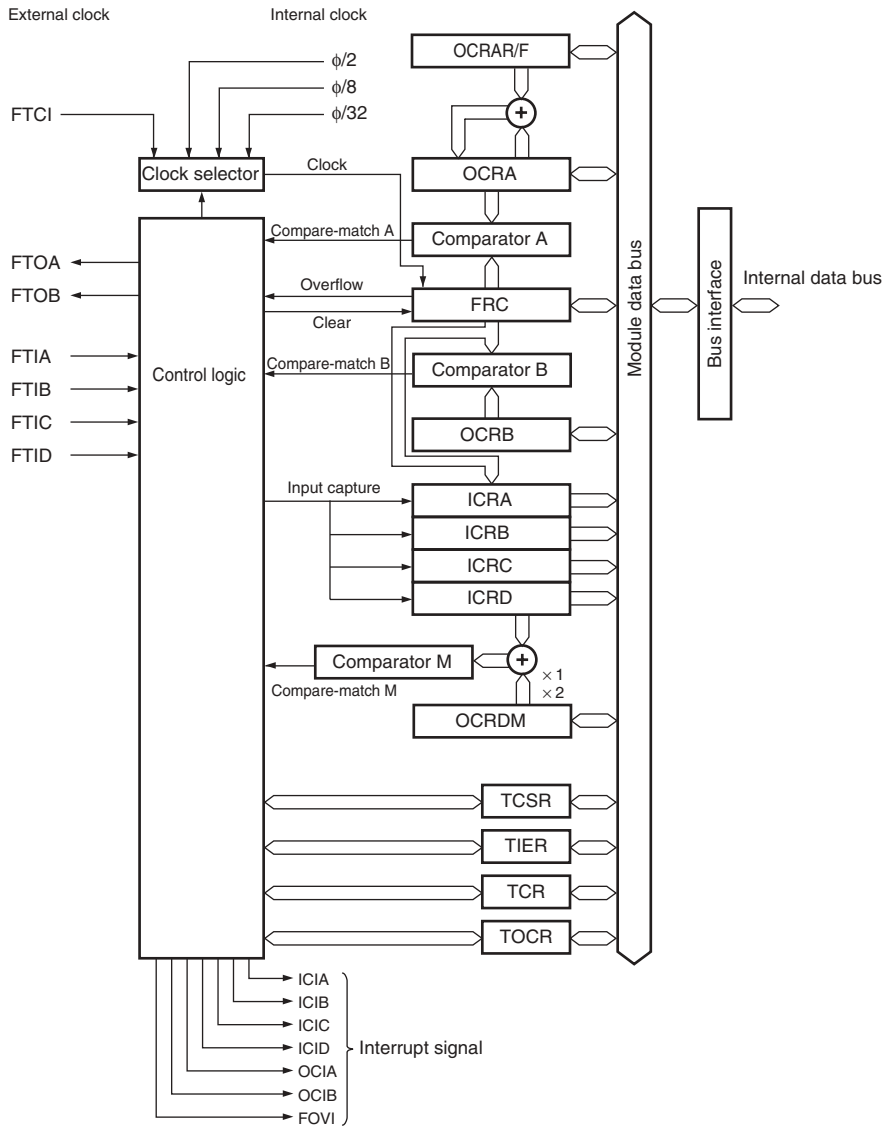 External clock
Internal clock
ϕ/2
ϕ/8
ϕ/32
FTCI
OCRAR/F
+
Clock selector
Clock
OCRA
Compare-match A
Comparator A
FTOA
FTOB
Overflow
FRC
Clear
Module data bus
Bus interface
Internal data bus
FTIA
FTIB
FTIC
FTID
Control logic
Compare-match B
Comparator B
OCRB
Input capture
ICRA
ICRB
ICRC
ICRD
Comparator M
+
× 1
× 2
Compare-match M
OCRDM
TCSR
TIER
TCR
TOCR
ICIA
ICIB
ICIC
ICID
OCIA
OCIB
FOVI
Interrupt signal